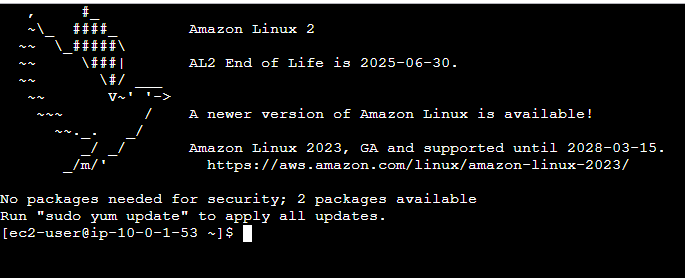 ,     #_
   ~\_  ####_        Amazon Linux 2
  ~~  \_#####\
  ~~     \###|       AL2 End of Life is 2025-06-30.
  ~~       \#/ ___
   ~~       V~' '->
    ~~~         /    A newer version of Amazon Linux is available!
      ~~._.   _/
         _/ _/       Amazon Linux 2023, GA and supported until 2028-03-15.
       _/m/'           https://aws.amazon.com/linux/amazon-linux-2023/
No packages needed for security; 2 packages available
Run "sudo yum update" to apply all updates.
[ec2-user@ip-10-0-1-53 ~]$